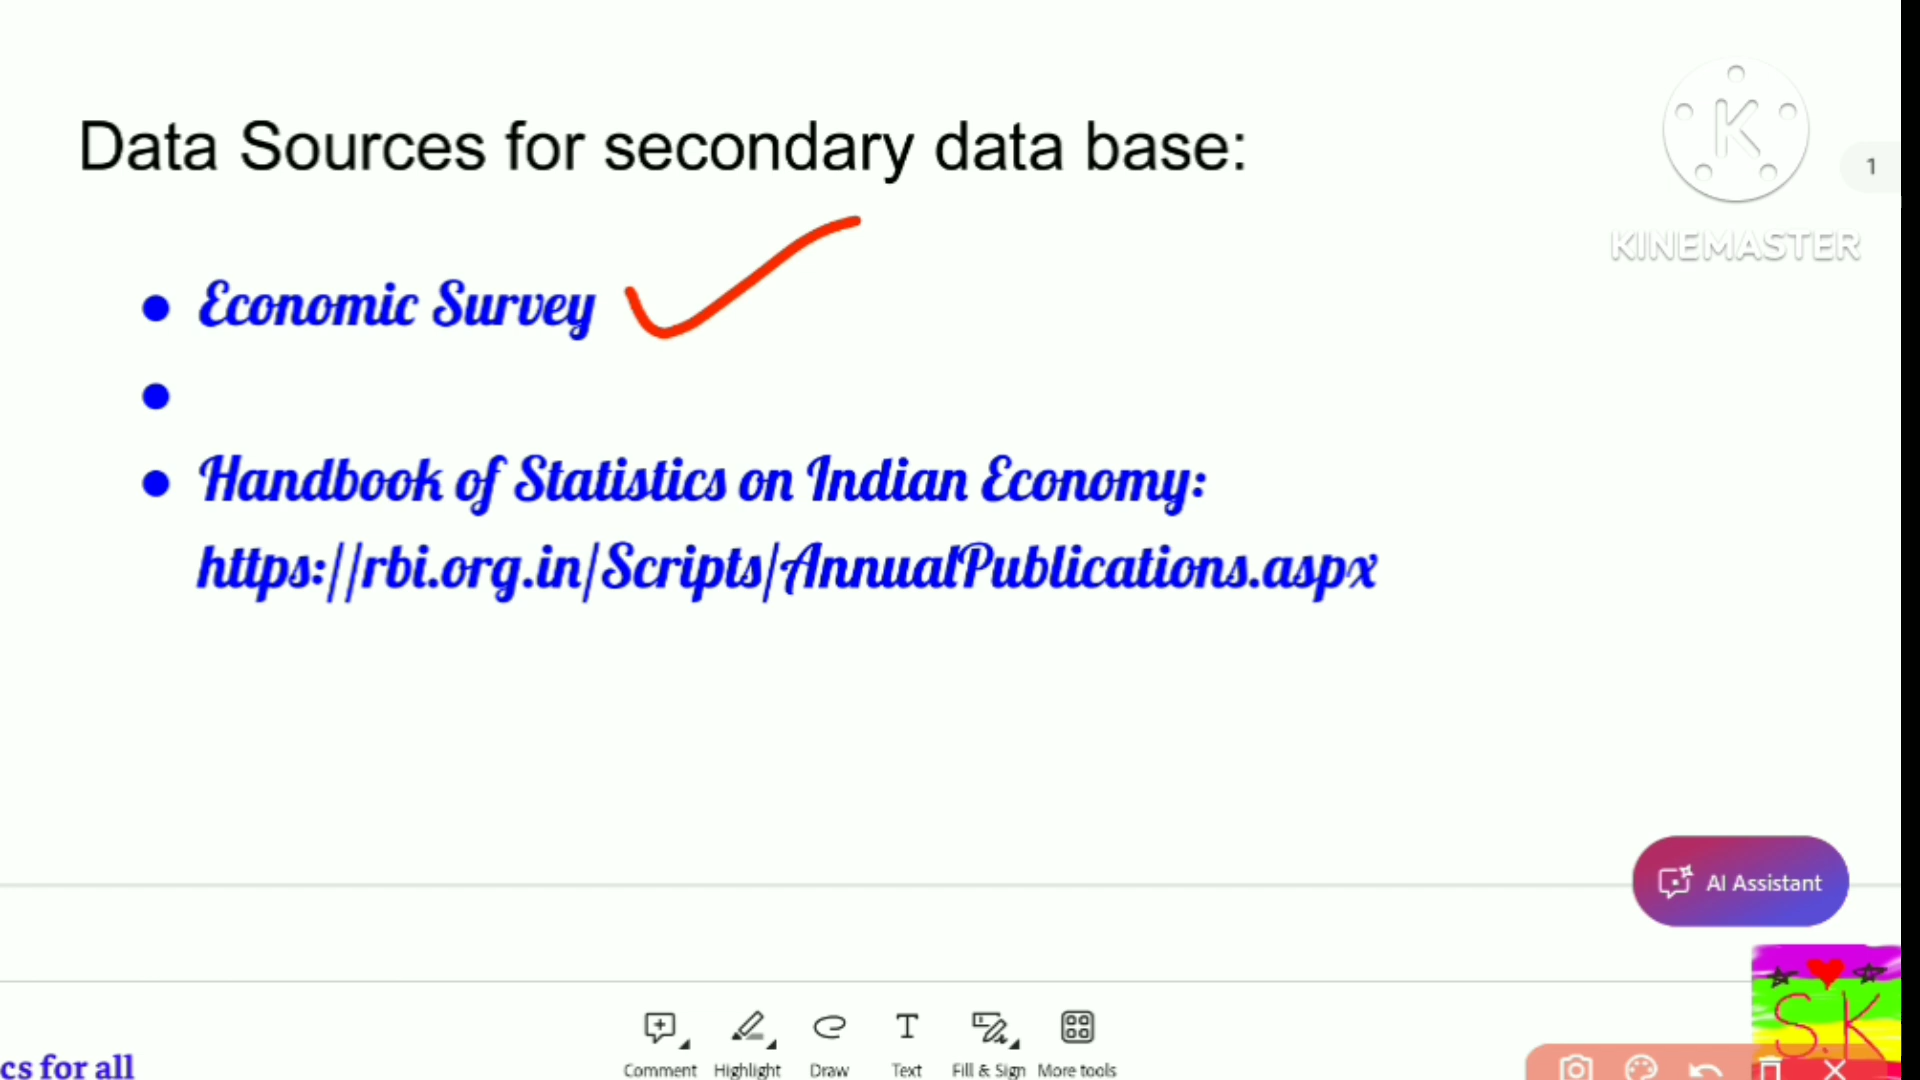 Data Sources for secondary data base:
K
KINEMASTER
1
● Economic Survey
●
● Handbook of Statistics on Indian Economy:
https://rbi.org.in/Scripts/AnnualPublications.aspx
AI Assistant
S.K
Comment Highlight Draw Text Fill & Sign More tools
cs for all